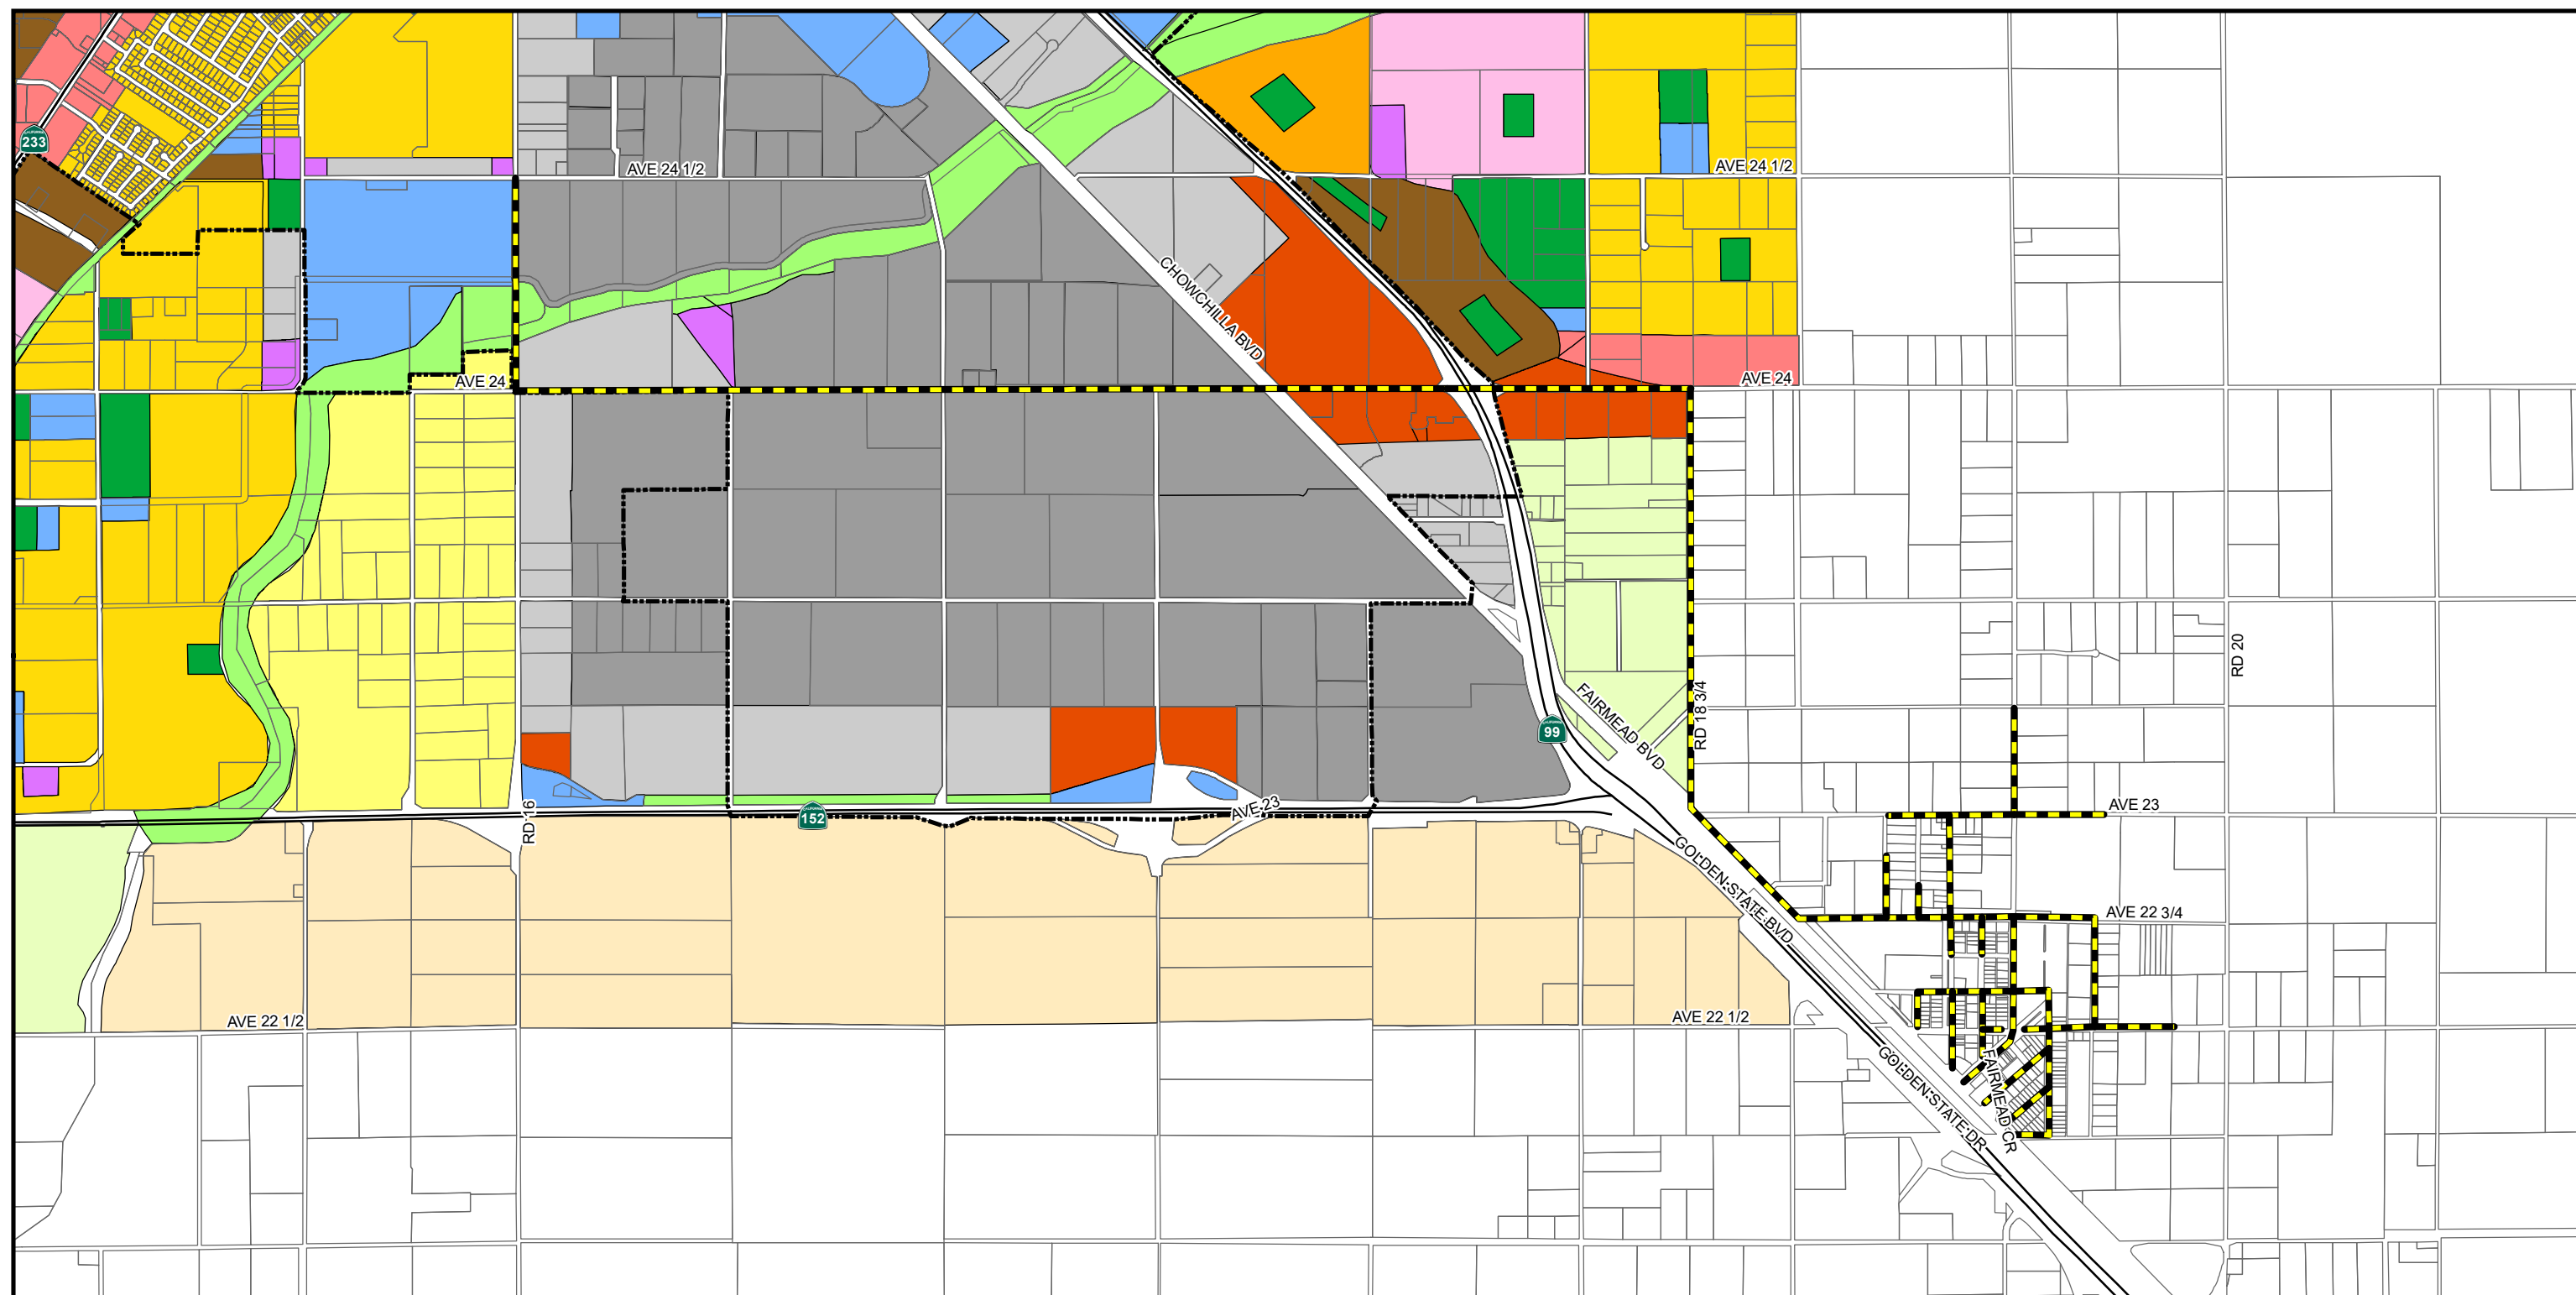 233
AVE 24 1/2
AVE 24 1/2
CHOWCHILLA BVD
AVE 24
AVE 24
RD 20
FAIRMEAD BVD
RD 18 3/4
99
RD 16
152
AVE 23
AVE 23
GOLDEN STATE BVD
AVE 22 3/4
AVE 22 1/2
AVE 22 1/2
GOLDEN STATE DR
FAIRMEAD CR